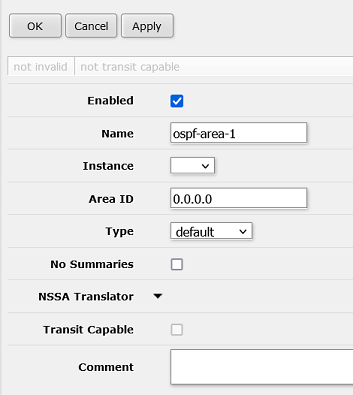 OK Cancel Apply
not invalid not transit capable
Enabled
Name ospf-area-1
Instance
Area ID 0.0.0.0
Type default
No Summaries
NSSA Translator
Transit Capable
Comment